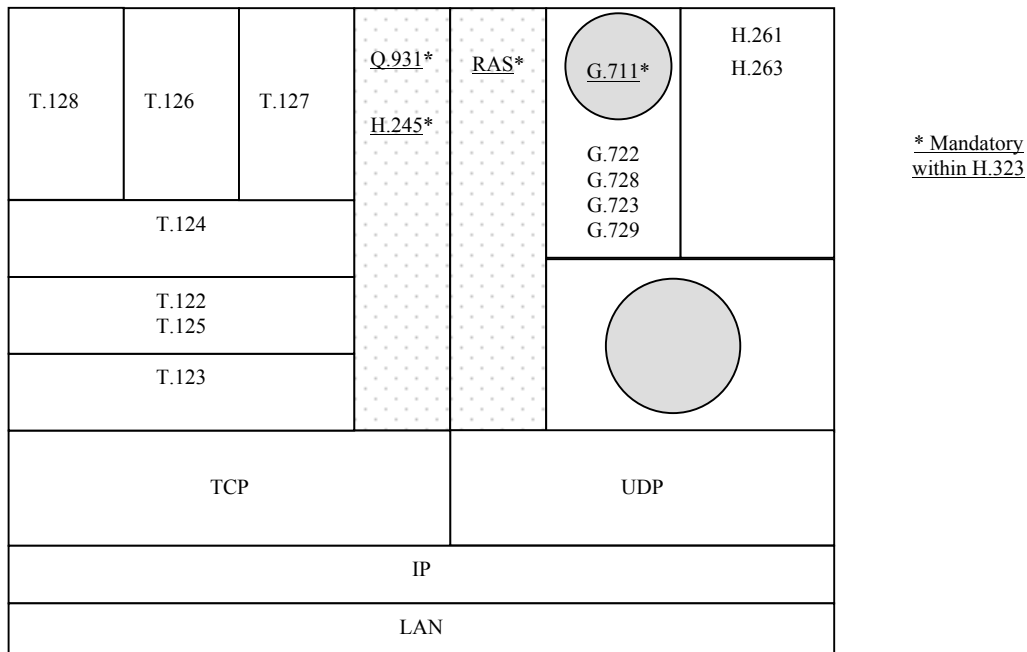 T.128
T.126
T.127
Q.931*
H.245*
RAS*
G.711*
G.722
G.728
G.723
G.729
H.261
H.263
* Mandatory
within H.323
T.124
T.122
T.125
T.123
TCP
UDP
IP
LAN